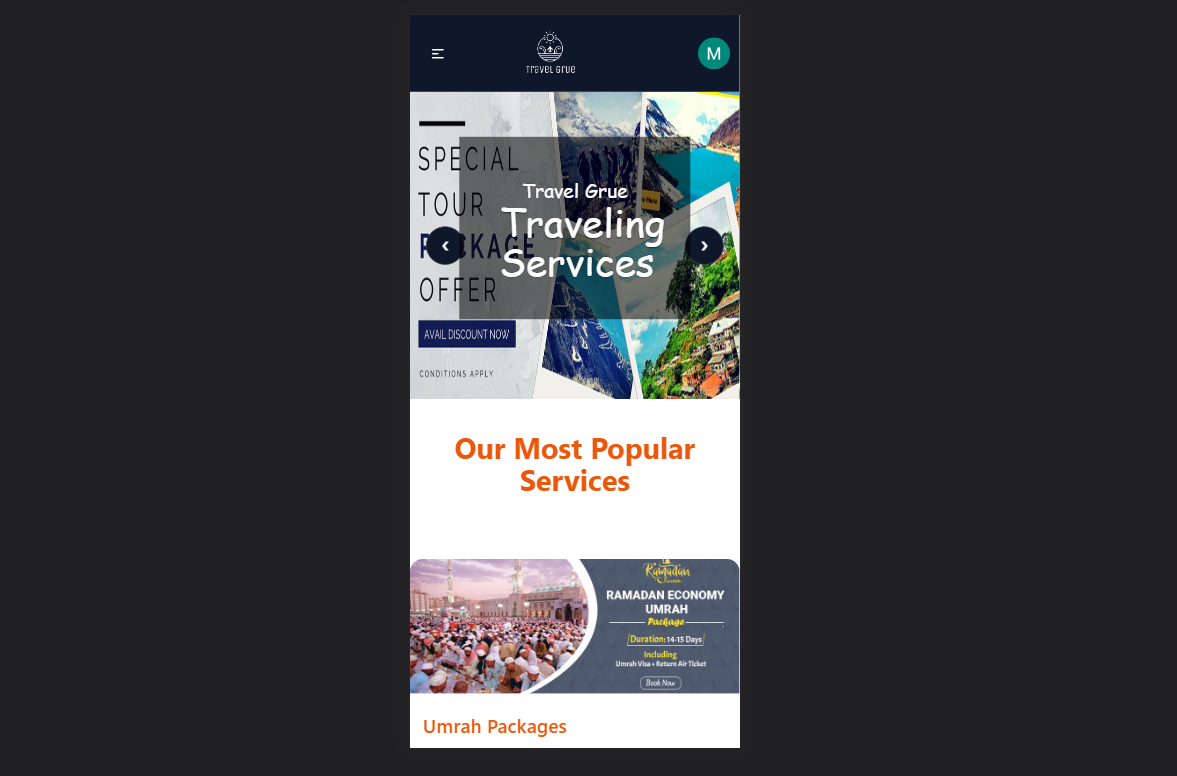 Travel Grue
M
SPECIAL
TOUR
PACKAGE
OFFER
AVAIL DISCOUNT NOW
CONDITIONS APPLY
Travel Grue
Traveling
Services
Here
Our Most Popular
Services
Ramadan
RAMADAN ECONOMY
UMRAH
Package
Duration: 14-15 Days
Including
Umrah Visa + Return Air Ticket
Book Now
Umrah Packages